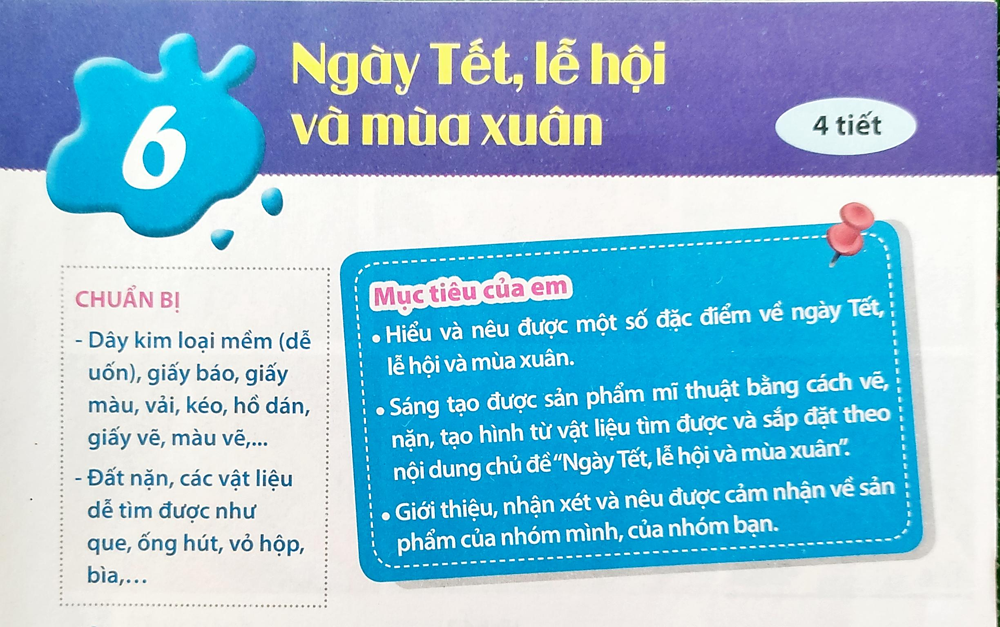 6
Ngày Tết, lễ hội
và mùa xuân
4 tiết
CHUẨN BỊ
- Dây kim loại mềm (dễ
uốn), giấy báo, giấy
màu, vải, kéo, hồ dán,
giấy vẽ, màu vẽ,...
- Đất nặn, các vật liệu
dễ tìm được như
que, ống hút, vỏ hộp,
bìa,...
Mục tiêu của em
• Hiểu và nêu được một số đặc điểm về ngày Tết,
lễ hội và mùa xuân.
• Sáng tạo được sản phẩm mĩ thuật bằng cách vẽ,
nặn, tạo hình từ vật liệu tìm được và sắp đặt theo
nội dung chủ đề “Ngày Tết, lễ hội và mùa xuân”.
• Giới thiệu, nhận xét và nêu được cảm nhận về sản
phẩm của nhóm mình, của nhóm bạn.